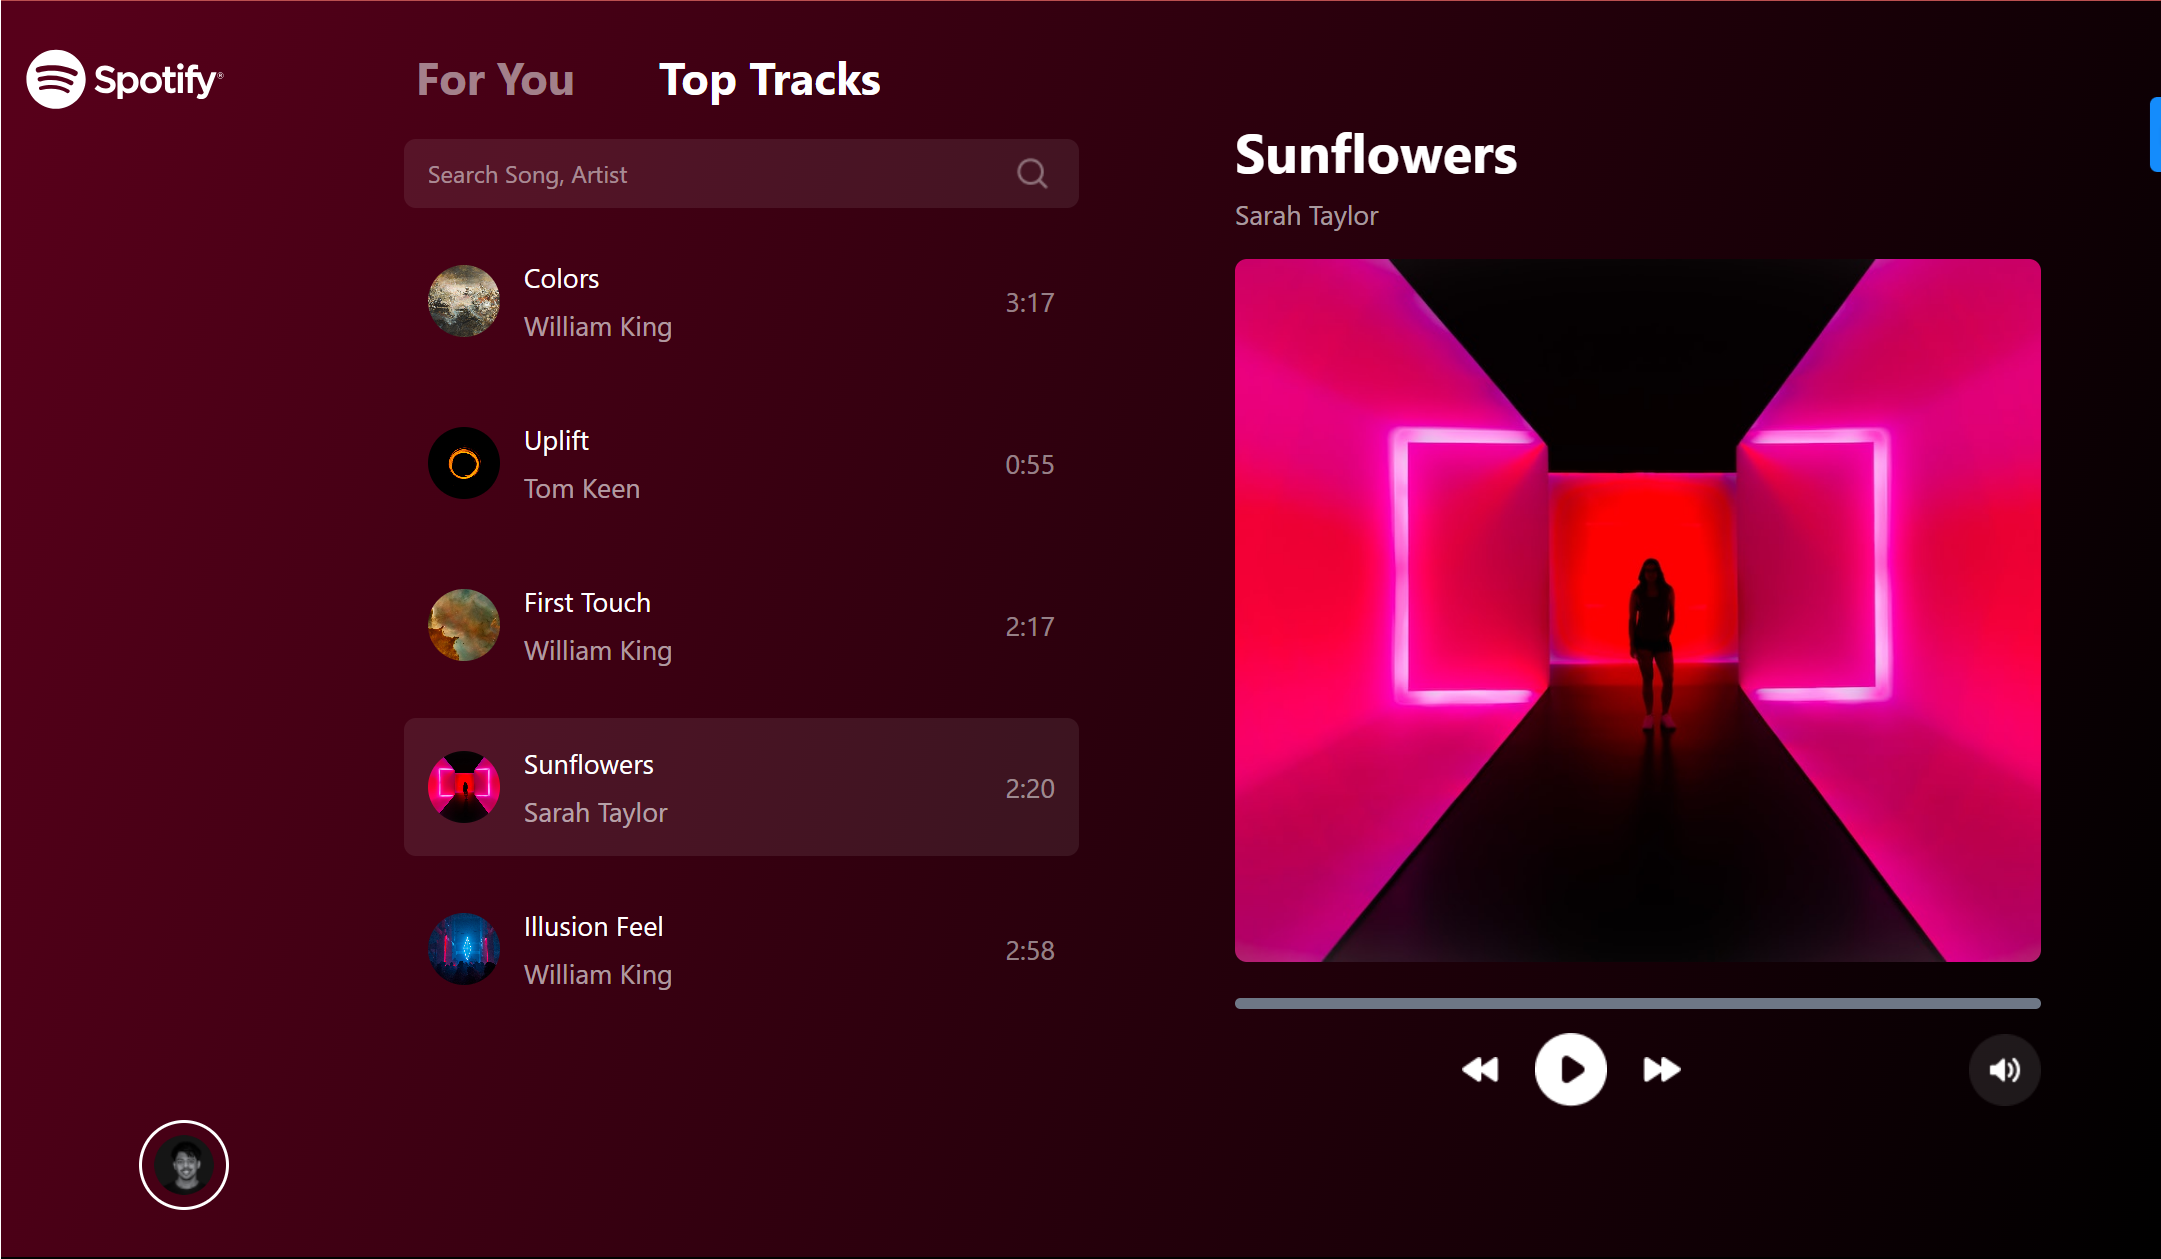 Spotify®
For You
Top Tracks
Search Song, Artist
Colors
William King
3:17
Uplift
Tom Keen
0:55
First Touch
William King
2:17
Sunflowers
Sarah Taylor
2:20
Illusion Feel
William King
2:58
Sunflowers
Sarah Taylor